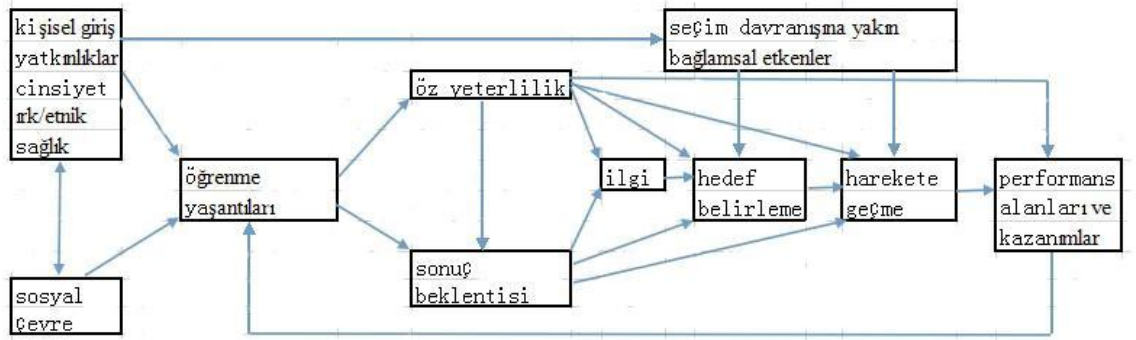 kişisel giriş
yatkınlıklar
cinsiyet
ırk/etnik
sağlık
seçim davranışına yakın
bağlamsal etkenler
öz yeterlilik
öğrenme
yaşantıları
ilgi
hedef
belirleme
harekete
geçme
performans
alanları ve
kazanımlar
sonuç
beklentisi
sosyal
çevre